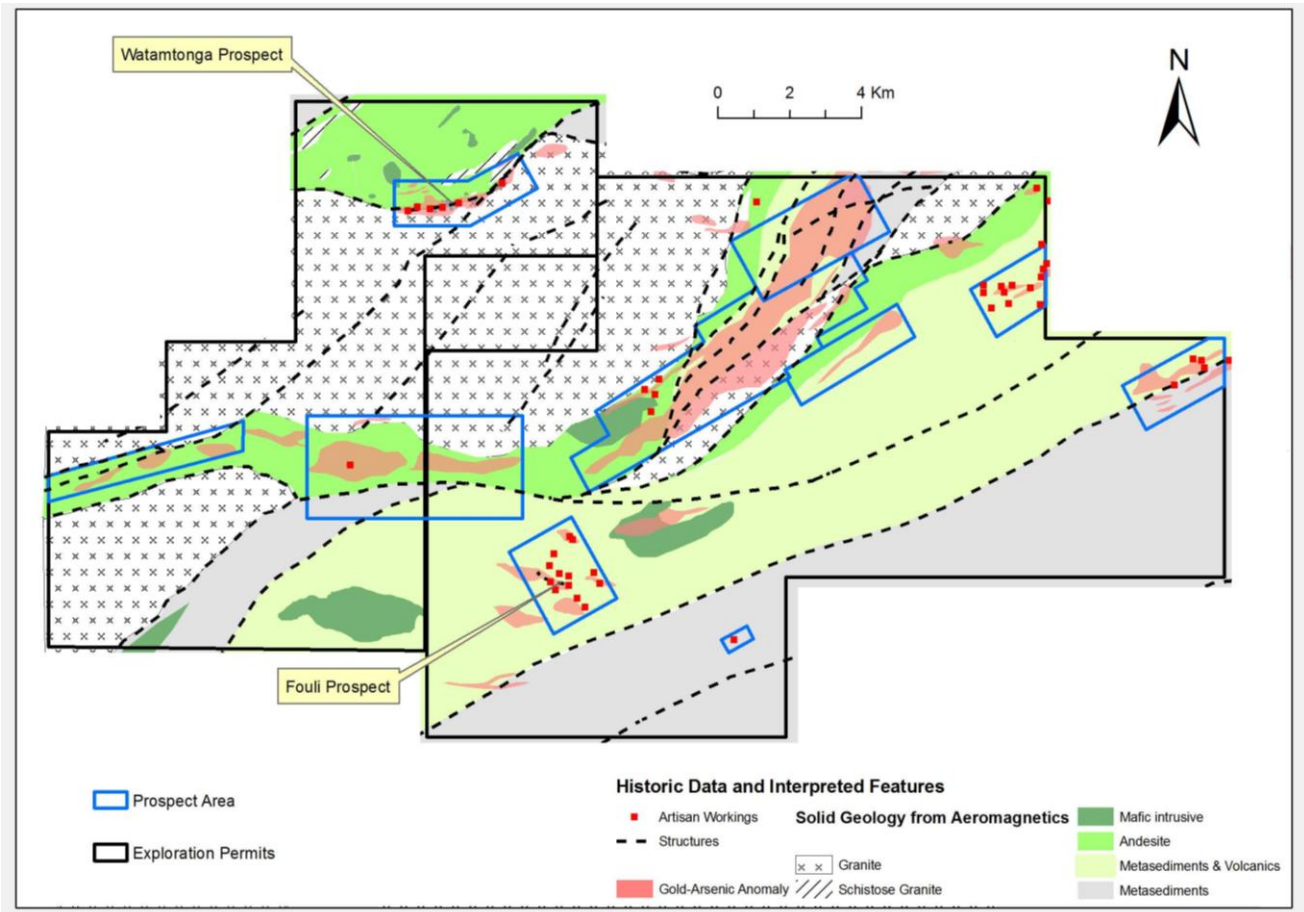 Watamtonga Prospect
N
0 2 4 Km
Fouli Prospect
Historic Data and Interpreted Features
Prospect Area
Artisan Workings
Solid Geology from Aeromagnetics
Mafic intrusive
Structures
Andesite
Exploration Permits
Granite
Metasediments & Volcanics
Gold-Arsenic Anomaly
Schistose Granite
Metasediments